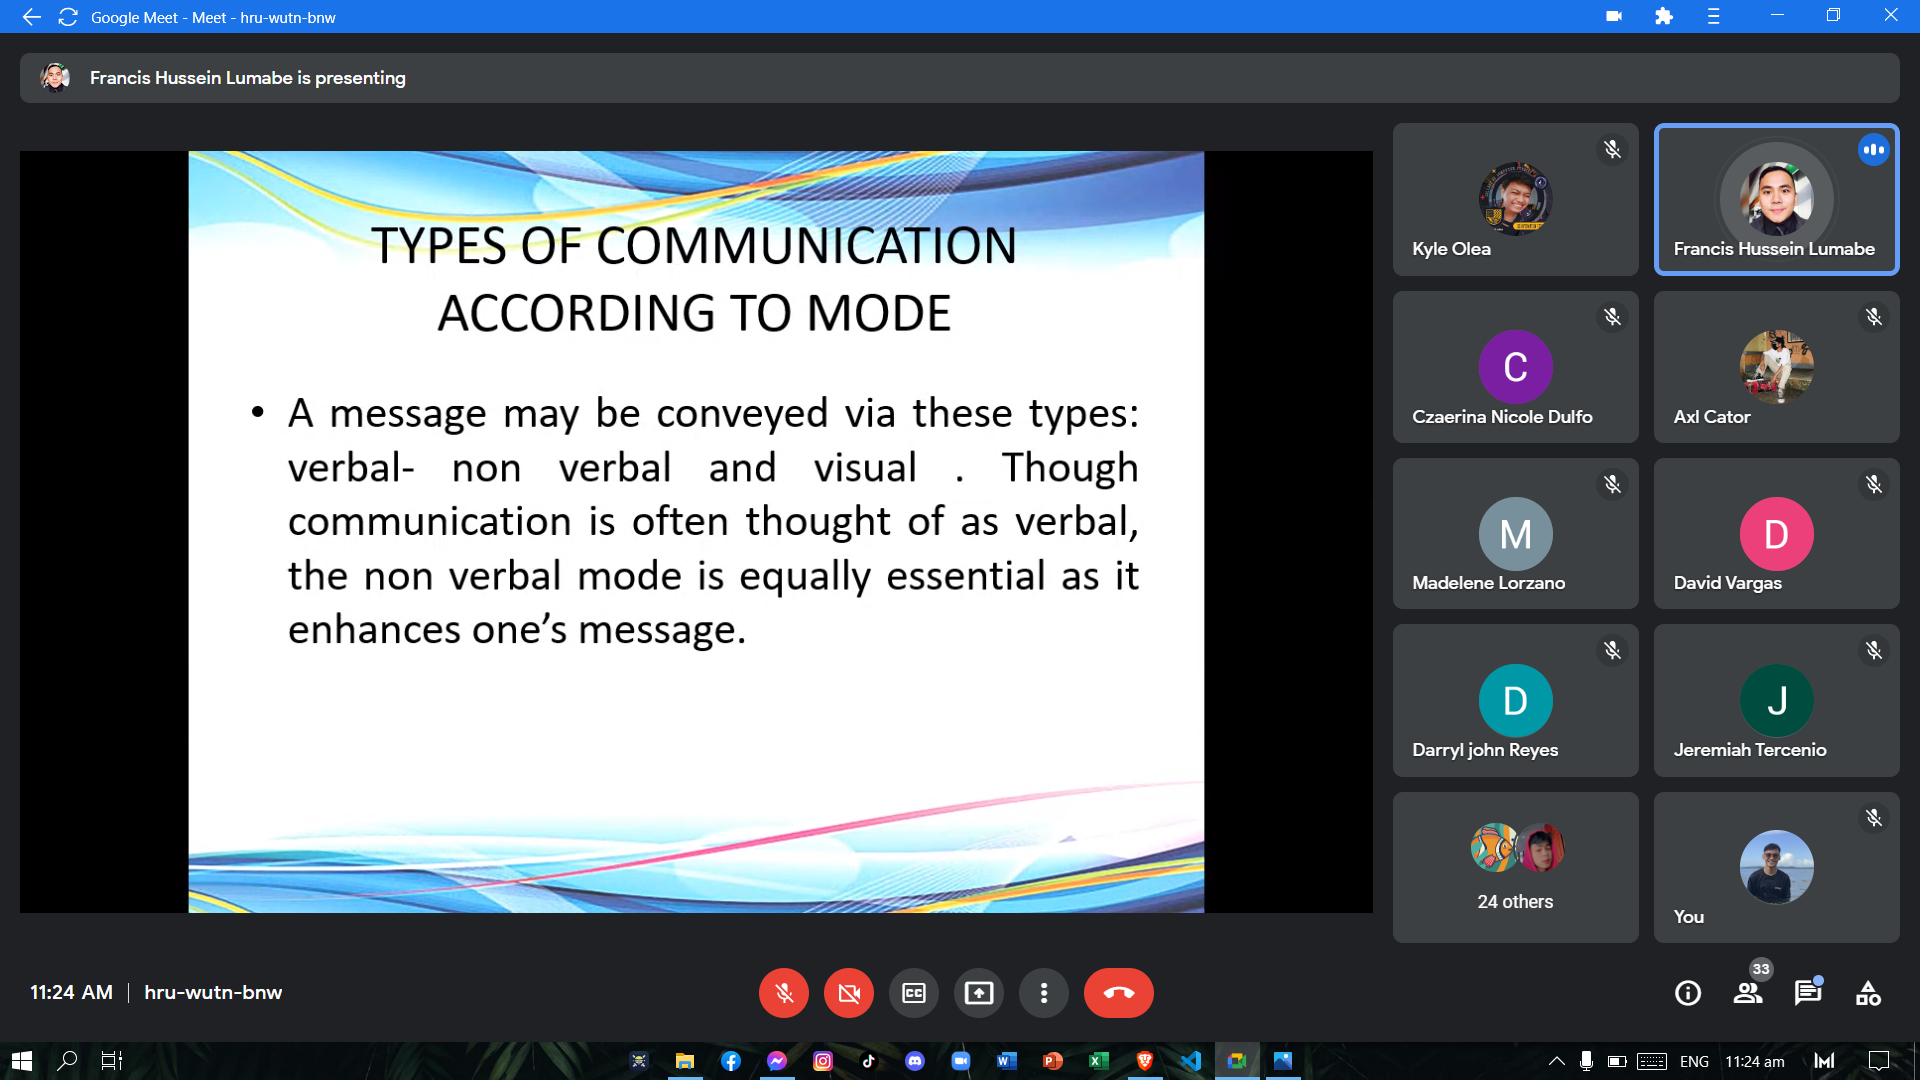 Google Meet - Meet - hru-wutn-bnw
Francis Hussein Lumabe is presenting
TYPES OF COMMUNICATION
ACCORDING TO MODE
• A message may be conveyed via these types:
verbal- non verbal and visual . Though
communication is often thought of as verbal,
the non verbal mode is equally essential as it
enhances one's message.
Kyle Olea
Francis Hussein Lumabe
C
Czaerina Nicole Dulfo
Axl Cator
M
Madelene Lorzano
D
David Vargas
D
Darryl john Reyes
J
Jeremiah Tercenio
24 others
You
11:24 AM | hru-wutn-bnw
CC
33
ENG 11:24 am